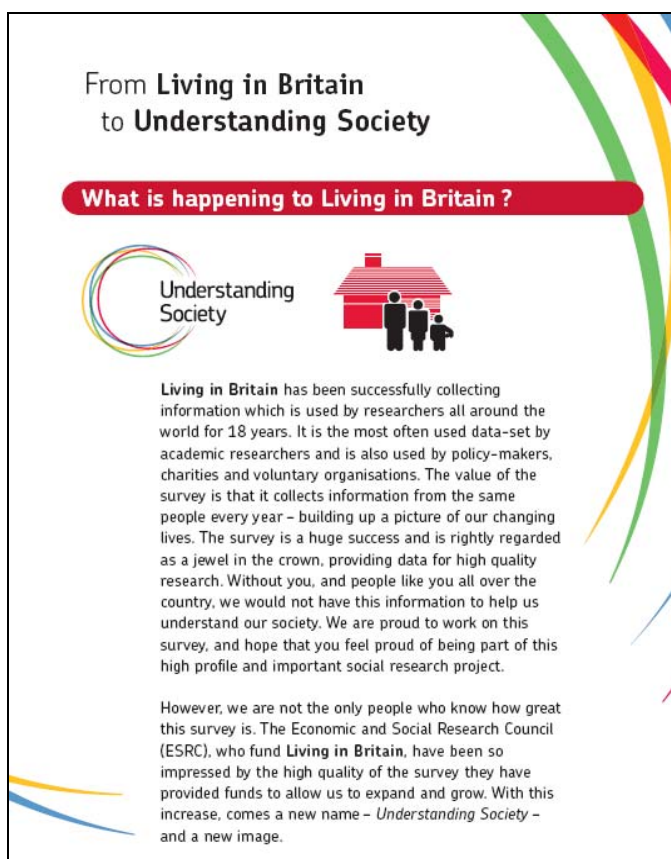 From Living in Britain
to Understanding Society
What is happening to Living in Britain ?
Understanding
Society
Living in Britain has been successfully collecting
information which is used by researchers all around the
world for 18 years. It is the most often used data-set by
academic researchers and is also used by policy-makers,
charities and voluntary organisations. The value of the
survey is that it collects information from the same
people every year – building up a picture of our changing
lives. The survey is a huge success and is rightly regarded
as a jewel in the crown, providing data for high quality
research. Without you, and people like you all over the
country, we would not have this information to help us
understand our society. We are proud to work on this
survey, and hope that you feel proud of being part of this
high profile and important social research project.
However, we are not the only people who know how great
this survey is. The Economic and Social Research Council
(ESRC), who fund Living in Britain, have been so
impressed by the high quality of the survey they have
provided funds to allow us to expand and grow. With this
increase, comes a new name – Understanding Society –
and a new image.